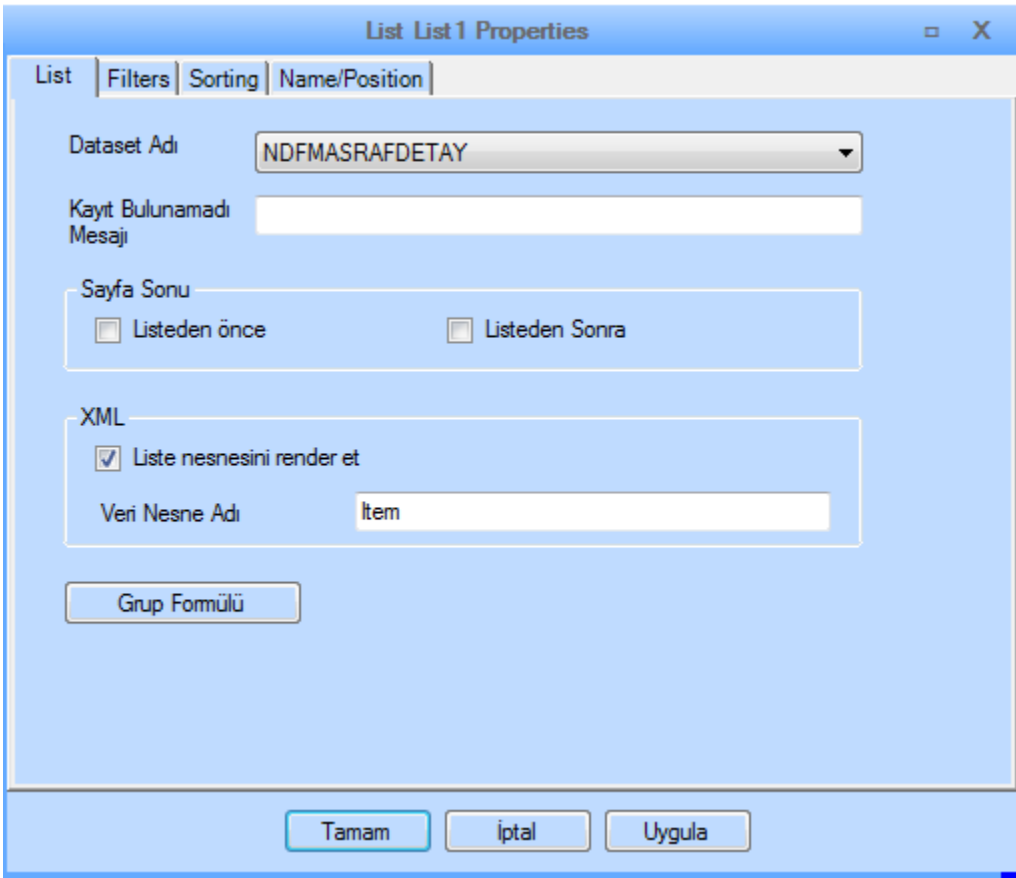 List List1 Properties
X
List Filters Sorting Name/Position
Dataset Adı NDFMASRAFDETAY
Kayıt Bulunamadı
Mesajı
Sayfa Sonu
Listeden önce Listeden Sonra
XML
Liste nesnesini render et
Veri Nesne Adı Item
Grup Formülü
Tamam İptal Uygula